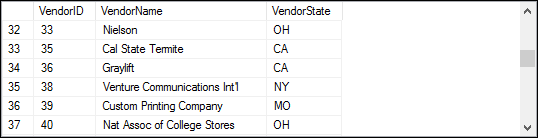 VendorID VendorName VendorState
32 33 Nielson OH
33 35 Cal State Termite CA
34 36 Graylift CA
35 38 Venture Communications Int'l NY
36 39 Custom Printing Company MO
37 40 Nat Assoc of College Stores OH